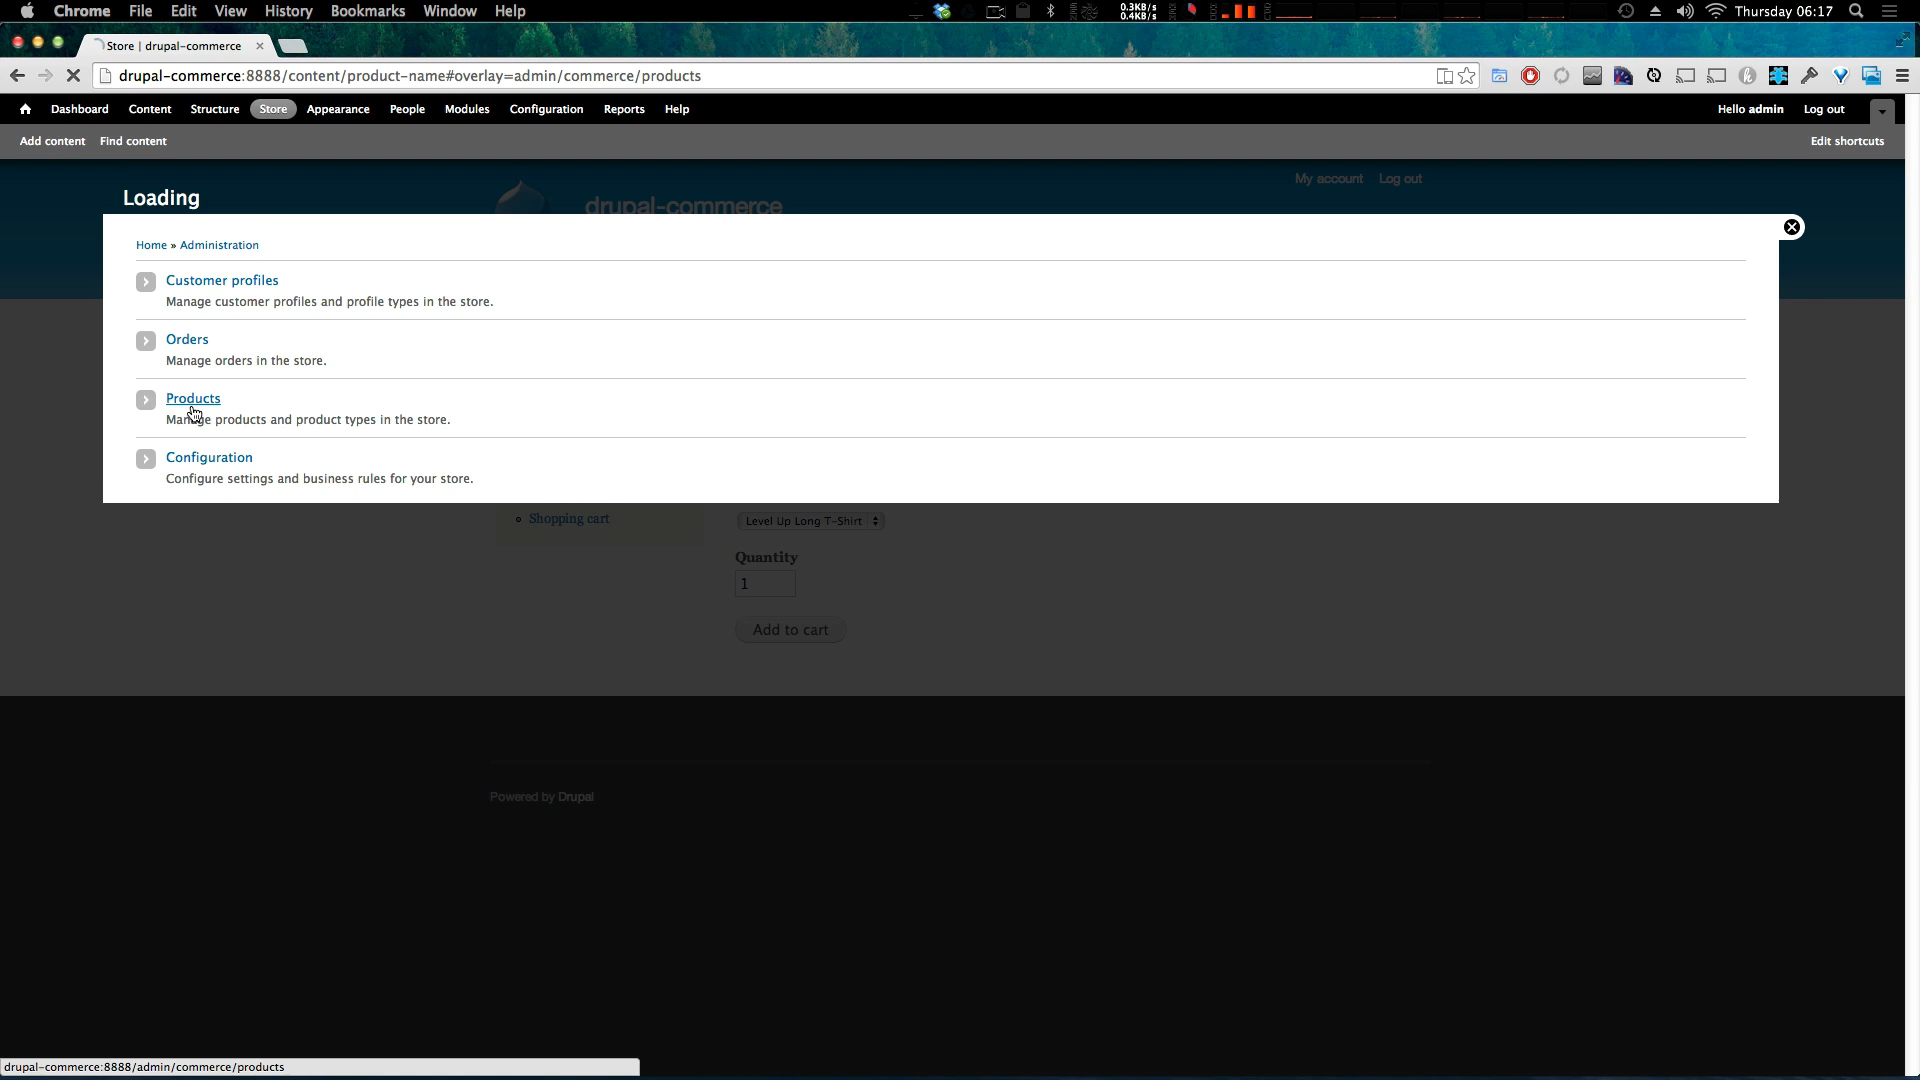 Chrome File Edit View History Bookmarks Window Help
0.3KB/s
0.4KB/s
Thursday 06:17
Store | drupal-commerce
drupal-commerce:8888/content/product-name#overlay=admin/commerce/products
Dashboard Content Structure Store Appearance People Modules Configuration Reports Help
Hello admin Log out
Add content Find content
Edit shortcuts
My account Log out
Loading
drupal-commerce
Home » Administration
Customer profiles
Manage customer profiles and profile types in the store.
Orders
Manage orders in the store.
Products
Manage products and product types in the store.
Configuration
Configure settings and business rules for your store.
Shopping cart
Level Up Long T-Shirt
Quantity
1
Add to cart
Powered by Drupal
drupal-commerce:8888/admin/commerce/products